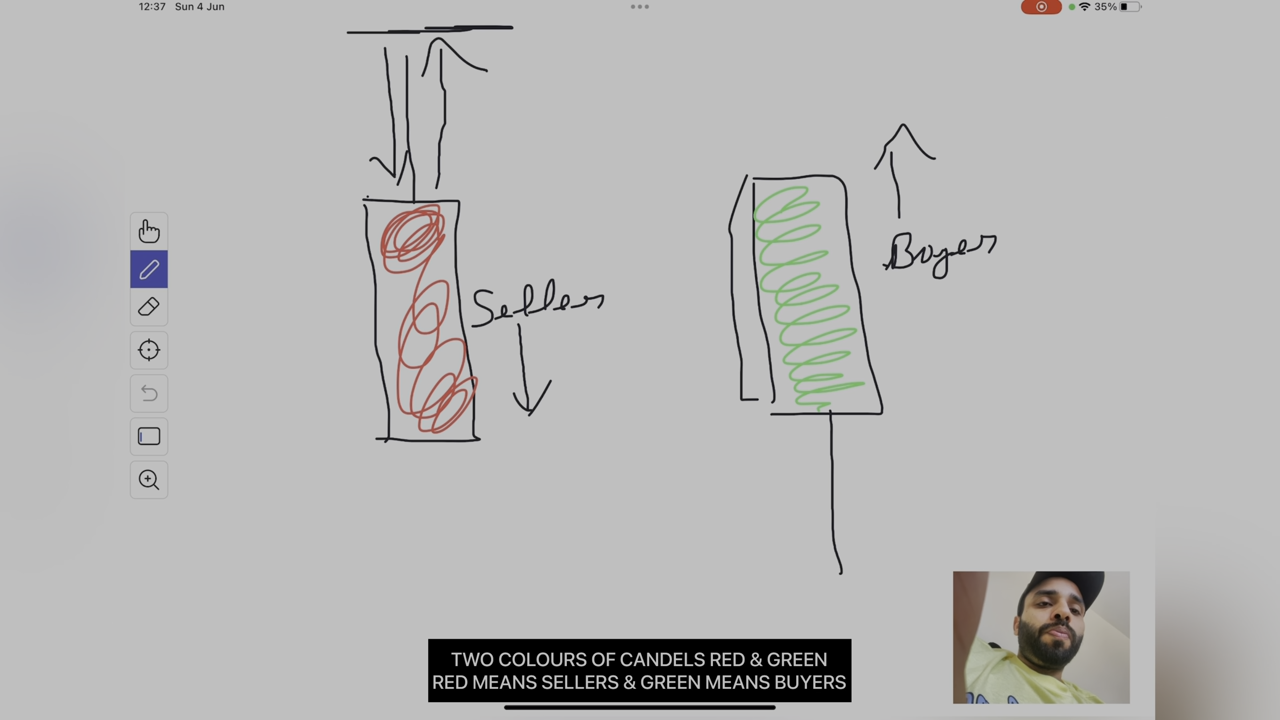 12:37 Sun 4 Jun
35%
Sellers
Buyers
TWO COLOURS OF CANDELS RED & GREEN
RED MEANS SELLERS & GREEN MEANS BUYERS